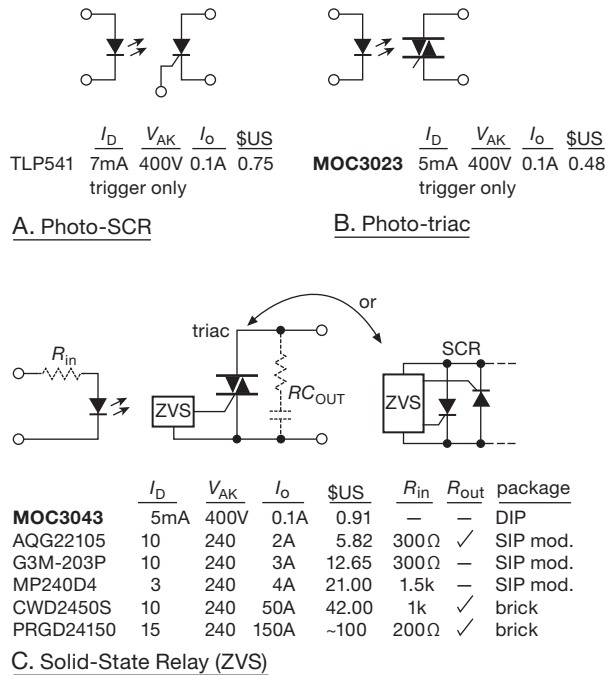 I_D V_AK I_o $US
TLP541 7mA 400V 0.1A 0.75
trigger only
A. Photo-SCR
I_D V_AK I_o $US
MOC3023 5mA 400V 0.1A 0.48
trigger only
B. Photo-triac
or
triac
SCR
R_in
RC_OUT
ZVS
ZVS
I_D V_AK I_o $US R_in R_out package
MOC3043 5mA 400V 0.1A 0.91 — — DIP
AQG22105 10 240 2A 5.82 300Ω ✓ SIP mod.
G3M-203P 10 240 3A 12.65 300Ω — SIP mod.
MP240D4 3 240 4A 21.00 1.5k — SIP mod.
CWD2450S 10 240 50A 42.00 1k ✓ brick
PRGD24150 15 240 150A ~100 200Ω ✓ brick
C. Solid-State Relay (ZVS)